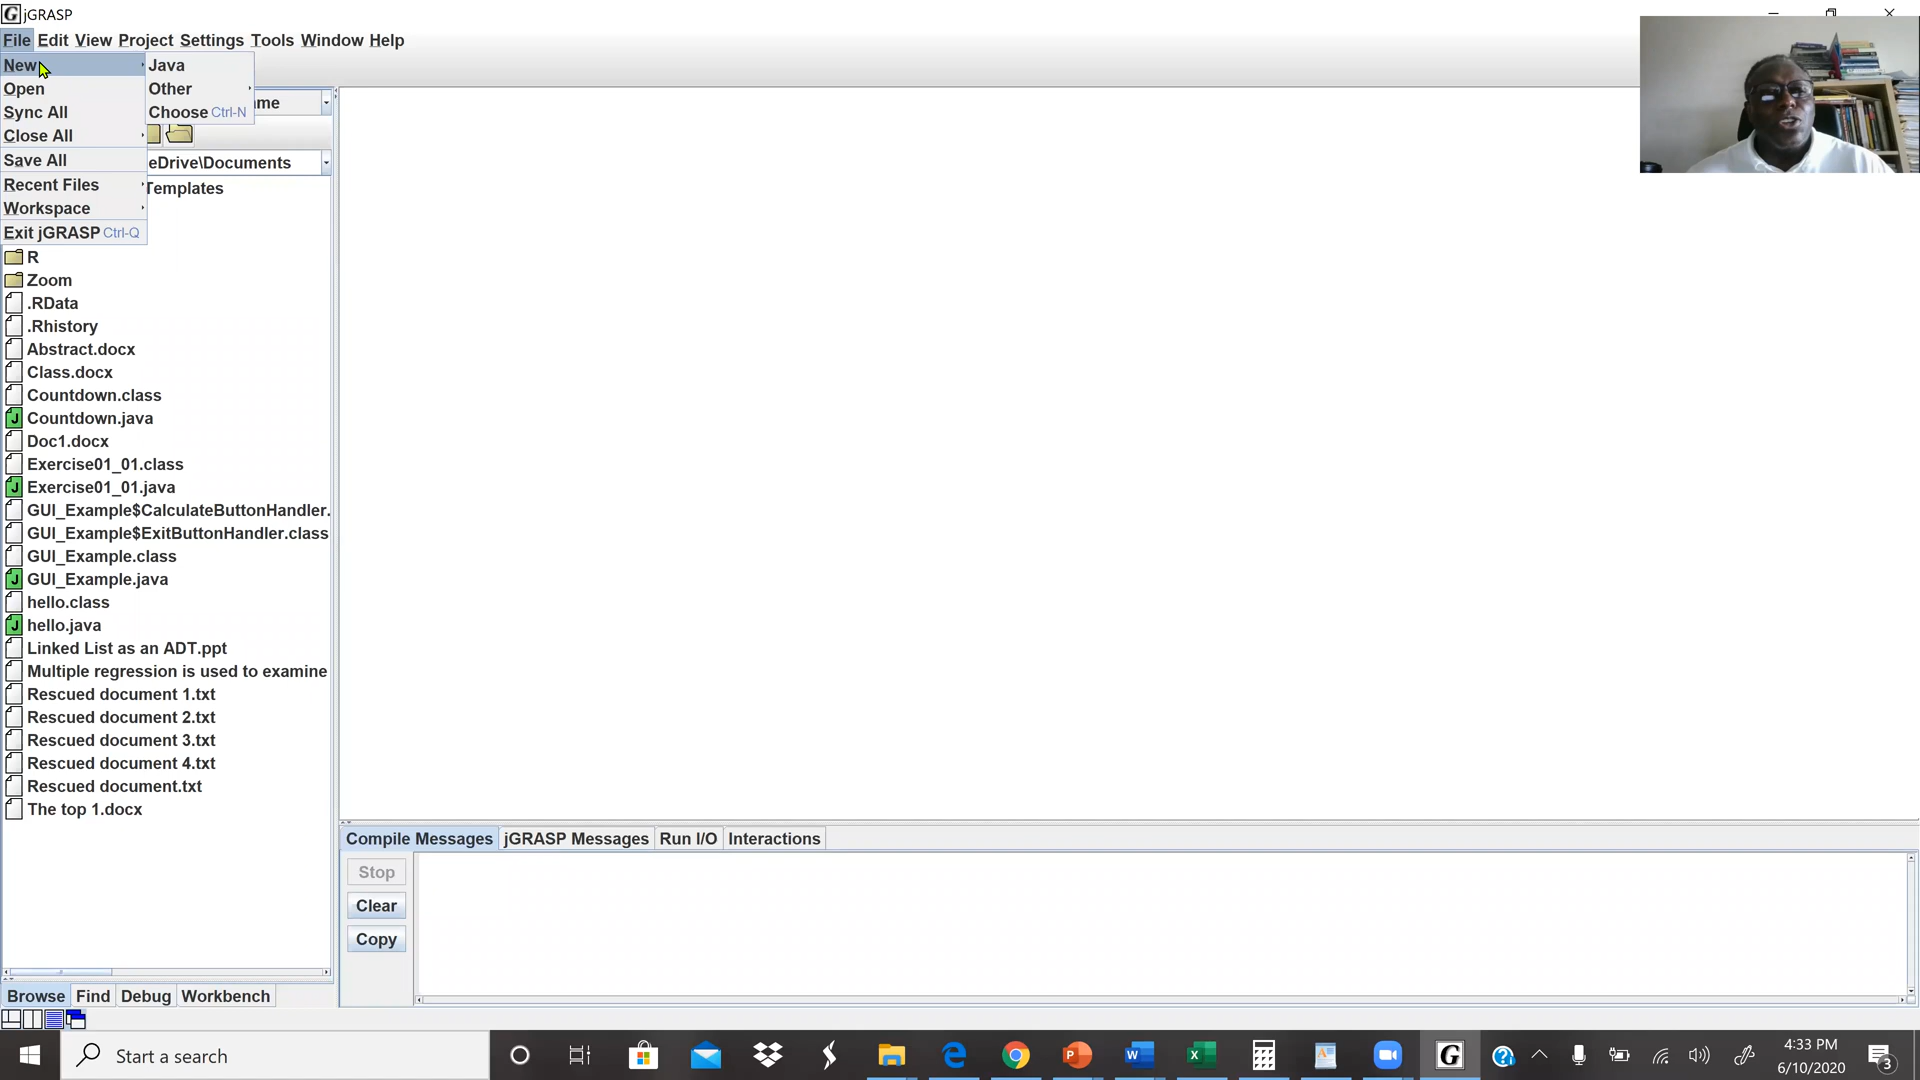 jGRASP
File Edit View Project Settings Tools Window Help
New
Open
Sync All
Close All
Save All
Recent Files
Workspace
Exit jGRASP Ctrl-Q
Java
Other
Choose Ctrl-N
eDrive\Documents
Templates
R
Zoom
.RData
.Rhistory
Abstract.docx
Class.docx
Countdown.class
Countdown.java
Doc1.docx
Exercise01_01.class
Exercise01_01.java
GUI_Example$CalculateButtonHandler.
GUI_Example$ExitButtonHandler.class
GUI_Example.class
GUI_Example.java
hello.class
hello.java
Linked List as an ADT.ppt
Multiple regression is used to examine
Rescued document 1.txt
Rescued document 2.txt
Rescued document 3.txt
Rescued document 4.txt
Rescued document.txt
The top 1.docx
Browse Find Debug Workbench
Compile Messages jGRASP Messages Run I/O Interactions
Stop
Clear
Copy
Start a search
4:33 PM
6/10/2020
3